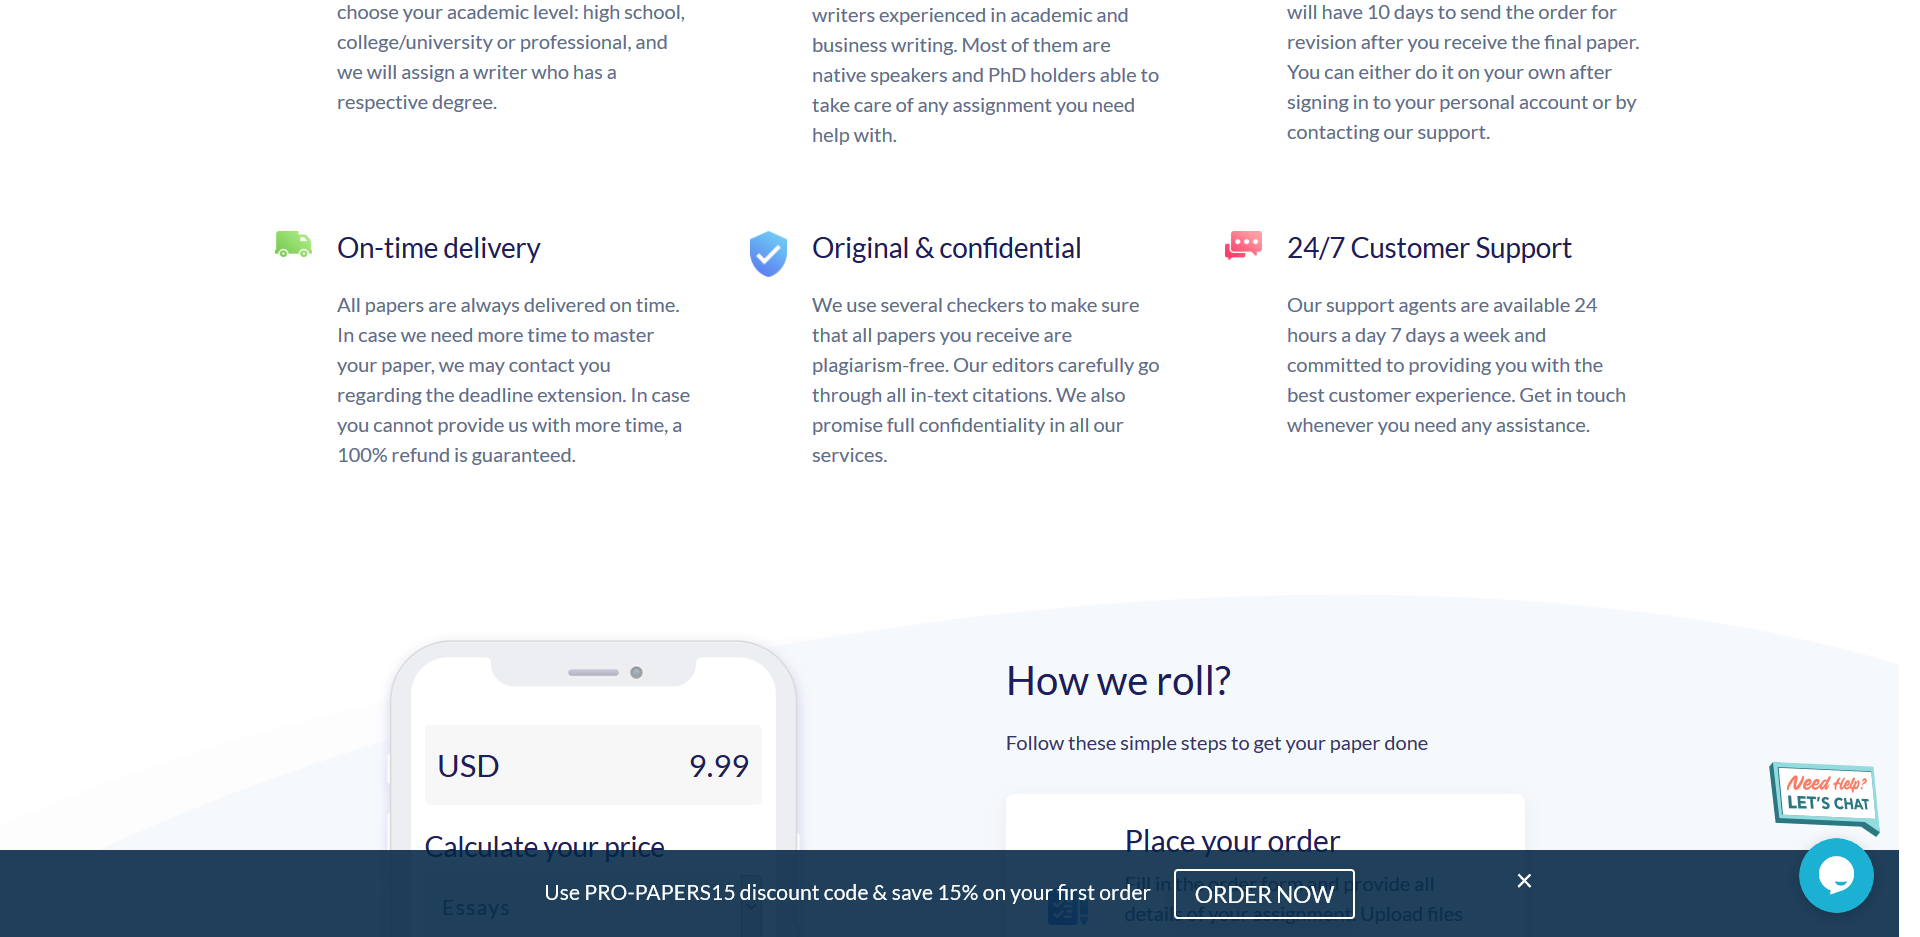 choose your academic level: high school,
college/university or professional, and
we will assign a writer who has a
respective degree.
writers experienced in academic and
business writing. Most of them are
native speakers and PhD holders able to
take care of any assignment you need
help with.
will have 10 days to send the order for
revision after you receive the final paper.
You can either do it on your own after
signing in to your personal account or by
contacting our support.
On-time delivery
All papers are always delivered on time.
In case we need more time to master
your paper, we may contact you
regarding the deadline extension. In case
you cannot provide us with more time, a
100% refund is guaranteed.
Original & confidential
We use several checkers to make sure
that all papers you receive are
plagiarism-free. Our editors carefully go
through all in-text citations. We also
promise full confidentiality in all our
services.
24/7 Customer Support
Our support agents are available 24
hours a day 7 days a week and
committed to providing you with the
best customer experience. Get in touch
whenever you need any assistance.
USD 9.99
Calculate your price
Essays
How we roll?
Follow these simple steps to get your paper done
Place your order
Fill in the order form and provide all
details of your assignment. Upload files
Need Help?
LET'S CHAT
Use PRO-PAPERS15 discount code & save 15% on your first order
ORDER NOW